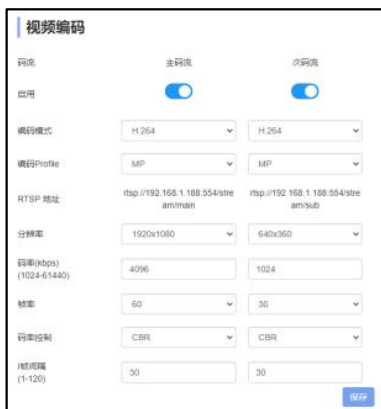 视频编码
码流 主码流 次码流
启用
编码模式 H.264 H.264
编码Profile MP MP
RTSP 地址 rtsp://192.168.1.188:554/stre rtsp://192.168.1.188:554/stre
am/main am/sub
分辨率 1920x1080 640x360
码率(kbps)
(1024-61440) 4096 1024
帧率 60 30
码率控制 CBR CBR
I帧间隔
(1-120) 30 30
保存